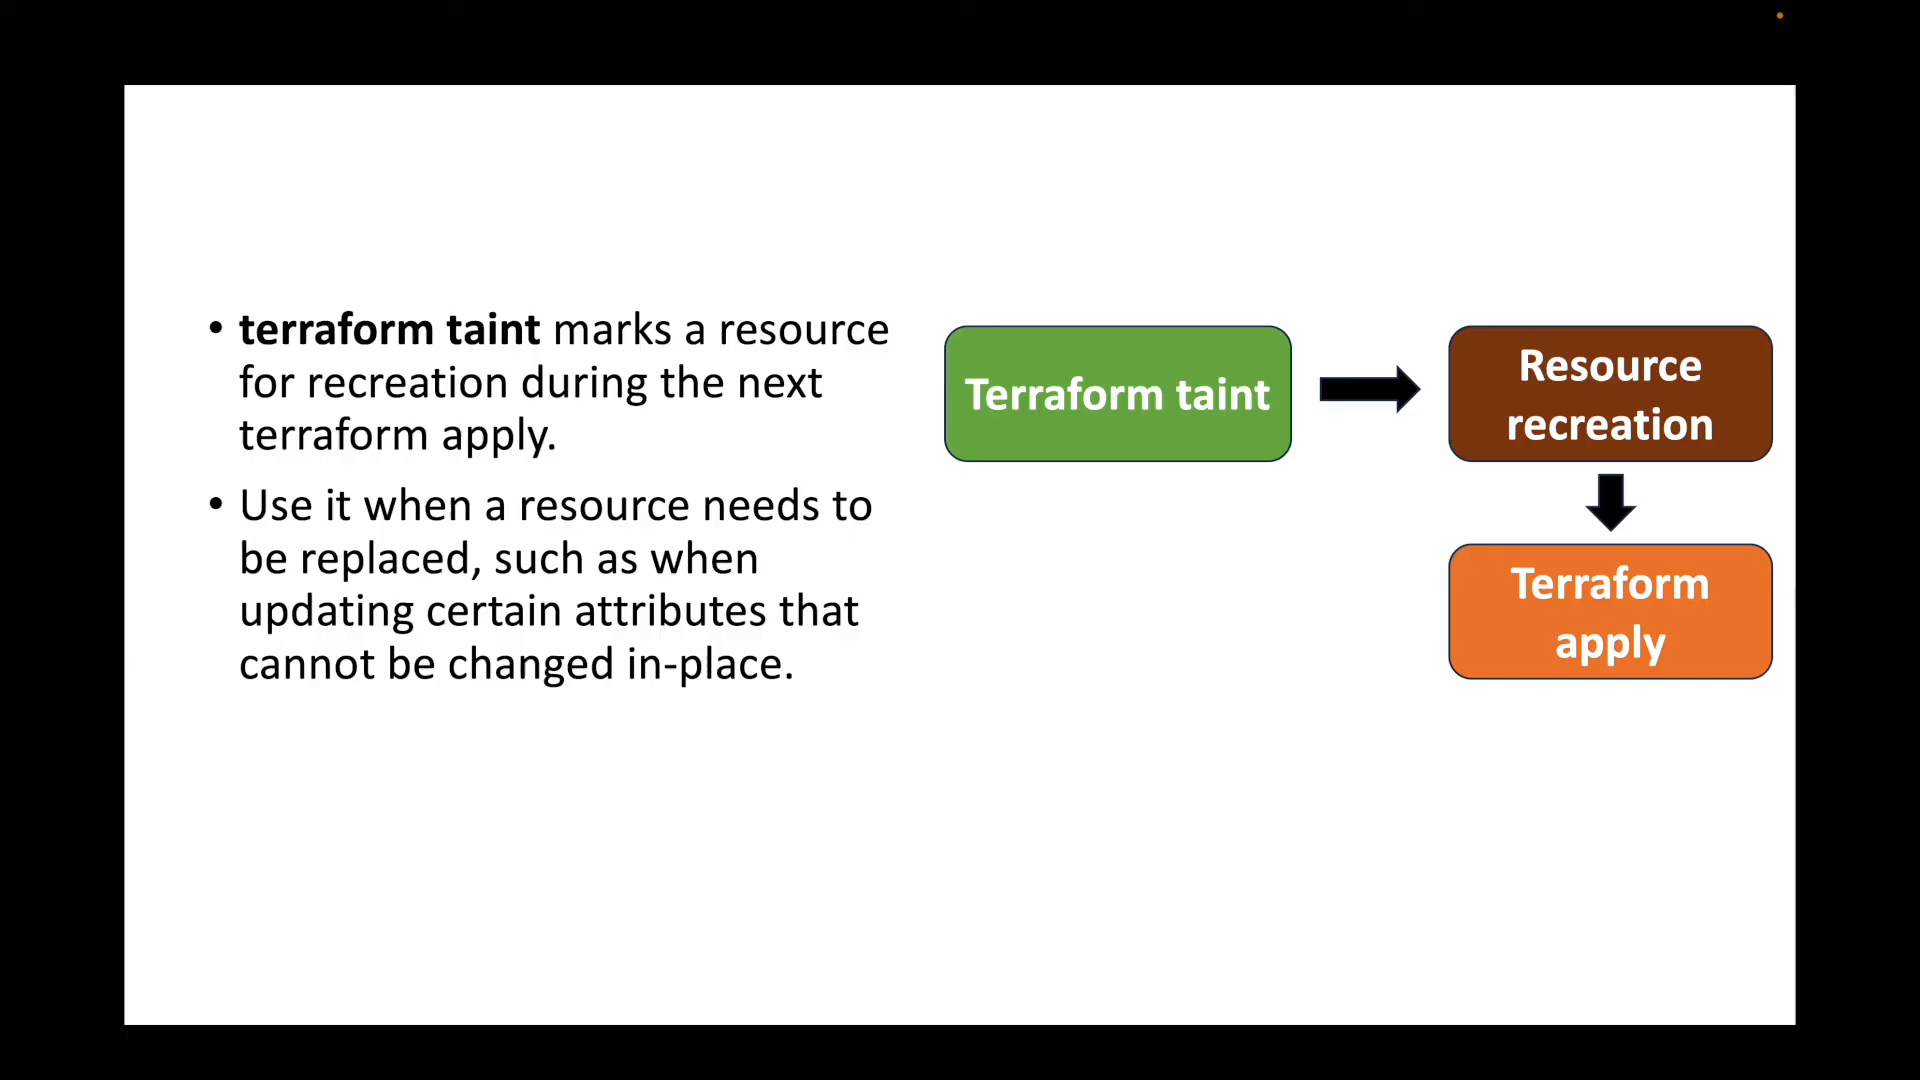 • terraform taint marks a resource
for recreation during the next
terraform apply.
• Use it when a resource needs to
be replaced, such as when
updating certain attributes that
cannot be changed in-place.
Terraform taint
Resource
recreation
Terraform
apply